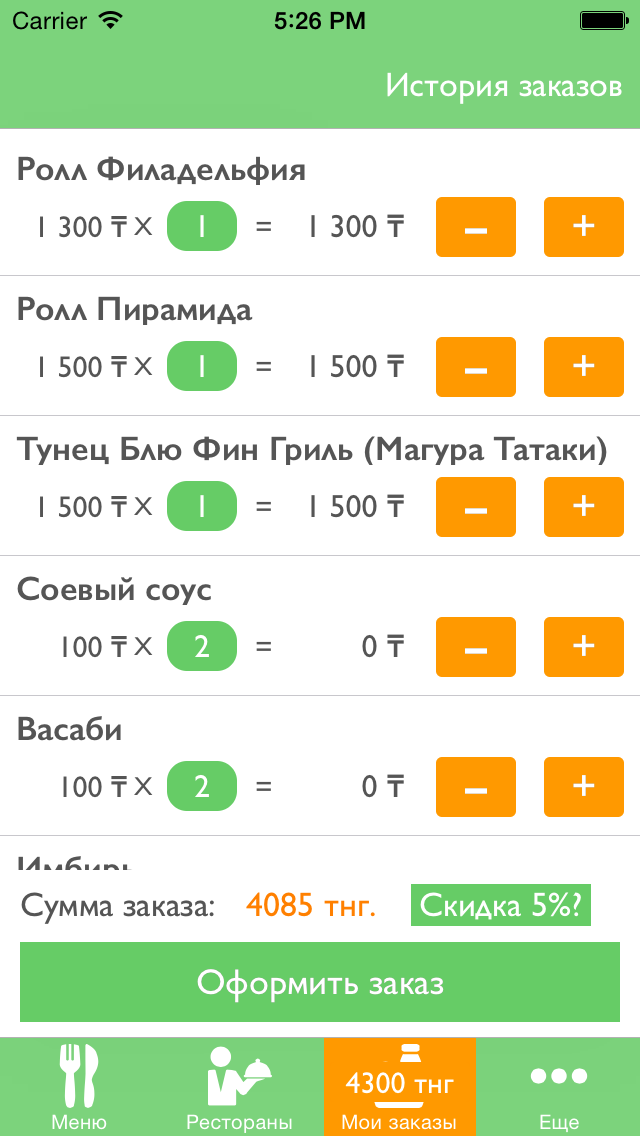 Carrier 5:26 PM
История заказов
Ролл Филадельфия
1 300 ₸ X 1 = 1 300 ₸ - +
Ролл Пирамида
1 500 ₸ X 1 = 1 500 ₸ - +
Тунец Блю Фин Гриль (Магура Татаки)
1 500 ₸ X 1 = 1 500 ₸ - +
Соевый соус
100 ₸ X 2 = 0 ₸ - +
Васаби
100 ₸ X 2 = 0 ₸ - +
Имбирь
Сумма заказа: 4085 тнг. Скидка 5%?
Оформить заказ
4300 тнг
Меню Рестораны Мои заказы Еще